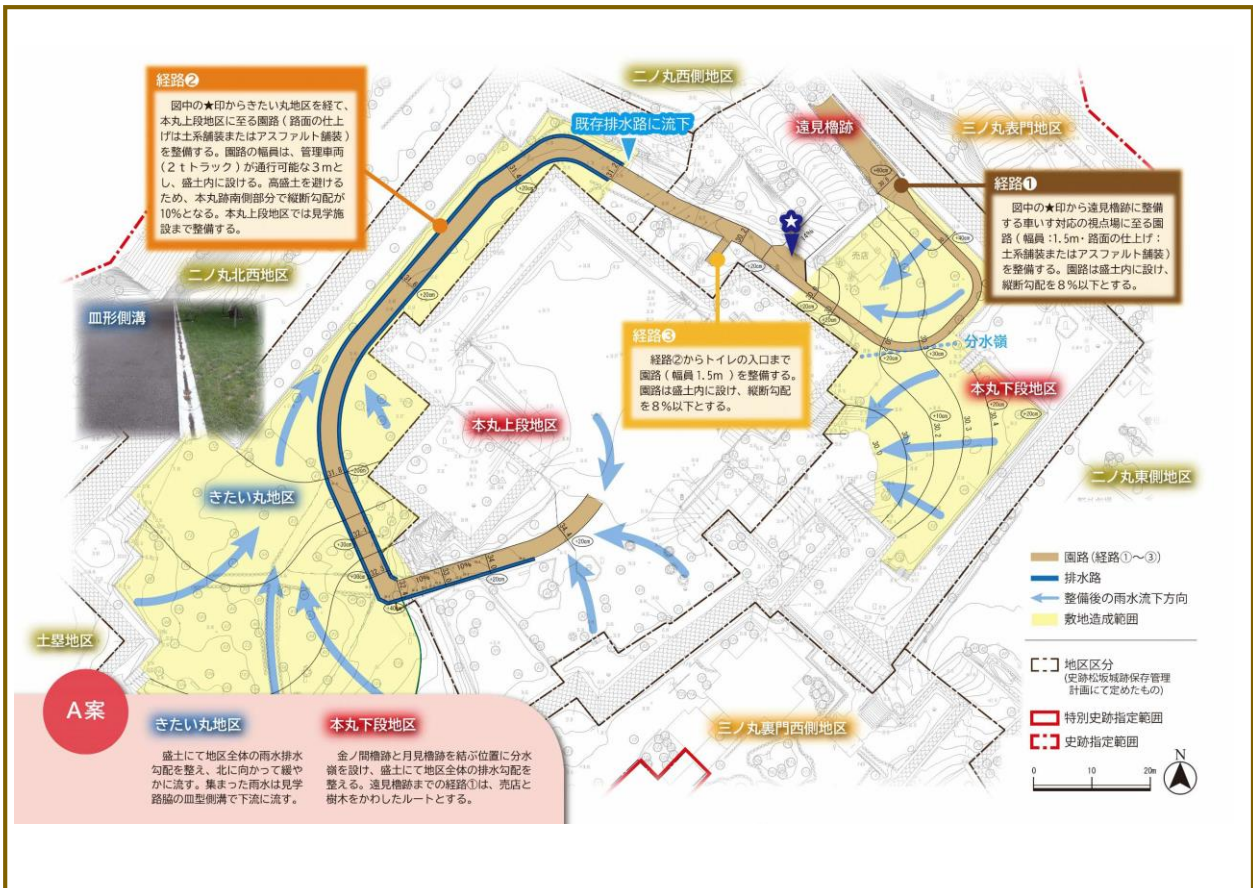 二ノ丸西側地区
経路❷
図中の★印からきたい丸地区を経て、
本丸上段地区に至る園路（路面の仕上
げは土系舗装またはアスファルト舗装）
を整備する。園路の幅員は、管理車両
（2ｔトラック）が通行可能な3ｍと
し、盛土内に設ける。高盛土を避ける
ため、本丸跡南側部分で縦断勾配が
10%となる。本丸上段地区では見学施
設まで整備する。
既存排水路に流下
遠見櫓跡
三ノ丸表門地区
経路❶
図中の★印から遠見櫓跡に整備
する車いす対応の視点場に至る園
路（幅員：1.5m・路面の仕上げ：
土系舗装またはアスファルト舗装）
を整備する。園路は盛土内に設け、
縦断勾配を８％以下とする。
売店
二ノ丸北西地区
皿形側溝
経路❸
経路②からトイレの入口まで
園路（幅員1.5m ）を整備する。
園路は盛土内に設け、縦断勾配
を８％以下とする。
分水嶺
本丸下段地区
本丸上段地区
二ノ丸東側地区
きたい丸地区
+20cm
+40cm
+10cm
30.4
30.3
31.8
34.4
10%
10%
土塁地区
園路(経路①～③)
排水路
整備後の雨水流下方向
敷地造成範囲
地区区分
(史跡松坂城跡保存管理
計画にて定めたもの)
特別史跡指定範囲
史跡指定範囲
0 10 20m
N
三ノ丸裏門西側地区
A案
きたい丸地区
盛土にて地区全体の雨水排水
勾配を整え、北に向かって緩や
かに流す。集まった雨水は見学
路脇の皿型側溝で下流に流す。
本丸下段地区
金ノ間櫓跡と月見櫓跡を結ぶ位置に分水
嶺を設け、盛土にて地区全体の排水勾配を
整える。遠見櫓跡までの経路①は、売店と
樹木をかわしたルートとする。